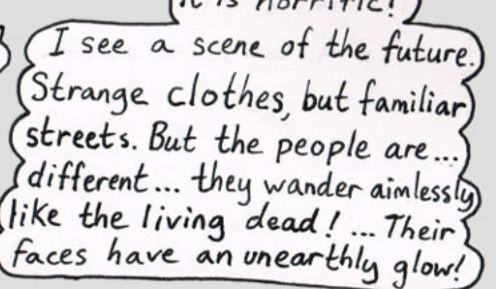 it is horrific!
I see a scene of the future.
Strange clothes, but familiar
streets. But the people are...
different... they wander aimlessly
like the living dead! ... Their
faces have an unearthly glow!